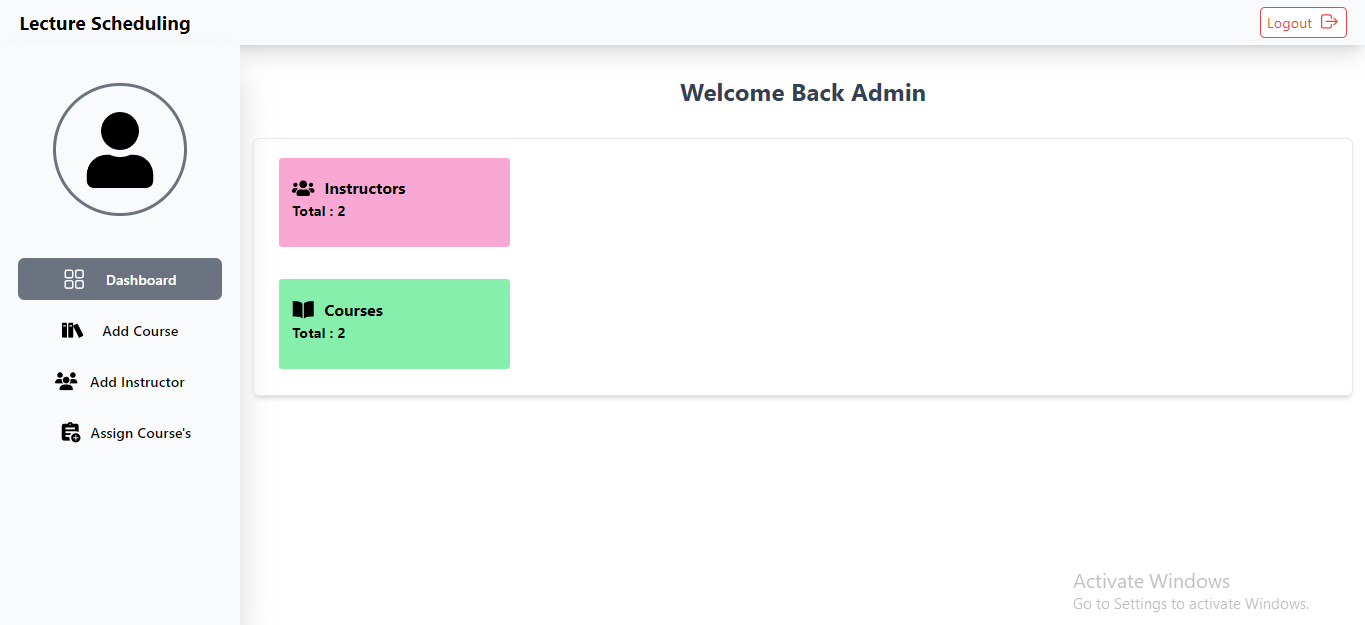 Lecture Scheduling
Logout
Welcome Back Admin
Instructors
Total : 2
Courses
Total : 2
Dashboard
Add Course
Add Instructor
Assign Course's
Activate Windows
Go to Settings to activate Windows.